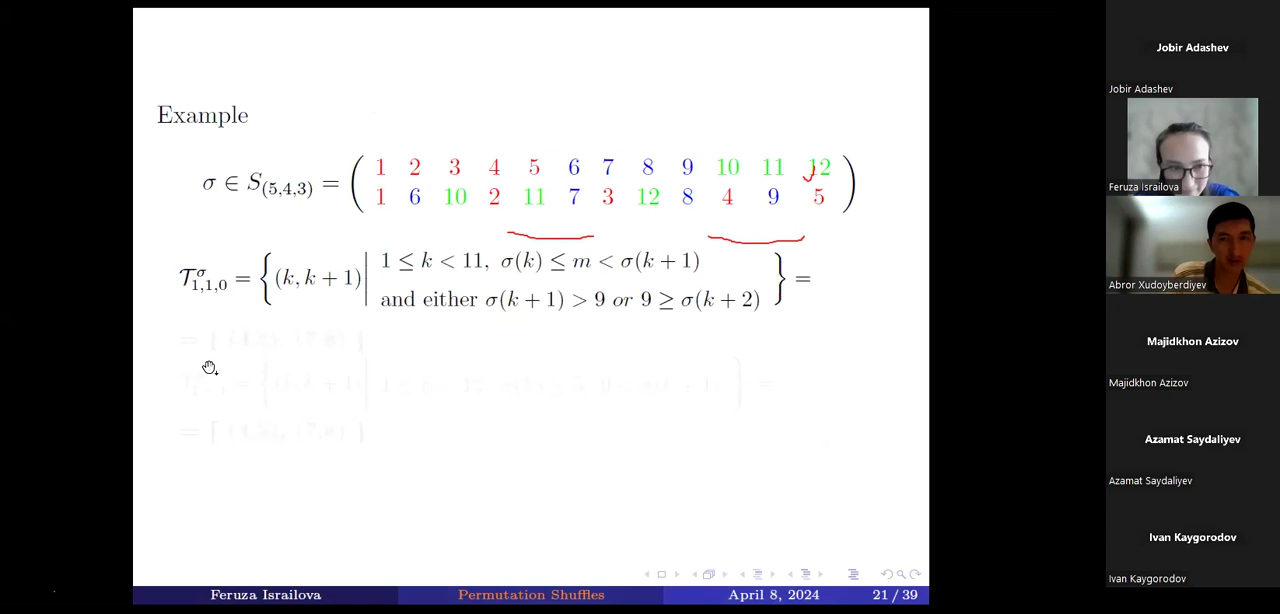 Example
σ ∈ S(5,4,3) = ( 1 2 3 4 5 6 7 8 9 10 11 12
1 6 10 2 11 7 3 12 8 4 9 5 )
𝒯^σ_{1,1,0} = { (k, k + 1) | 1 ≤ k < 11, σ(k) ≤ m < σ(k + 1)
and either σ(k + 1) > 9 or 9 ≥ σ(k + 2) } =
Feruza Israilova Permutation Shuffles April 8, 2024 21 / 39
Jobir Adashev
Jobir Adashev
Feruza Israilova
Abror Xudoyberdiyev
Majidkhon Azizov
Majidkhon Azizov
Azamat Saydaliyev
Azamat Saydaliyev
Ivan Kaygorodov
Ivan Kaygorodov